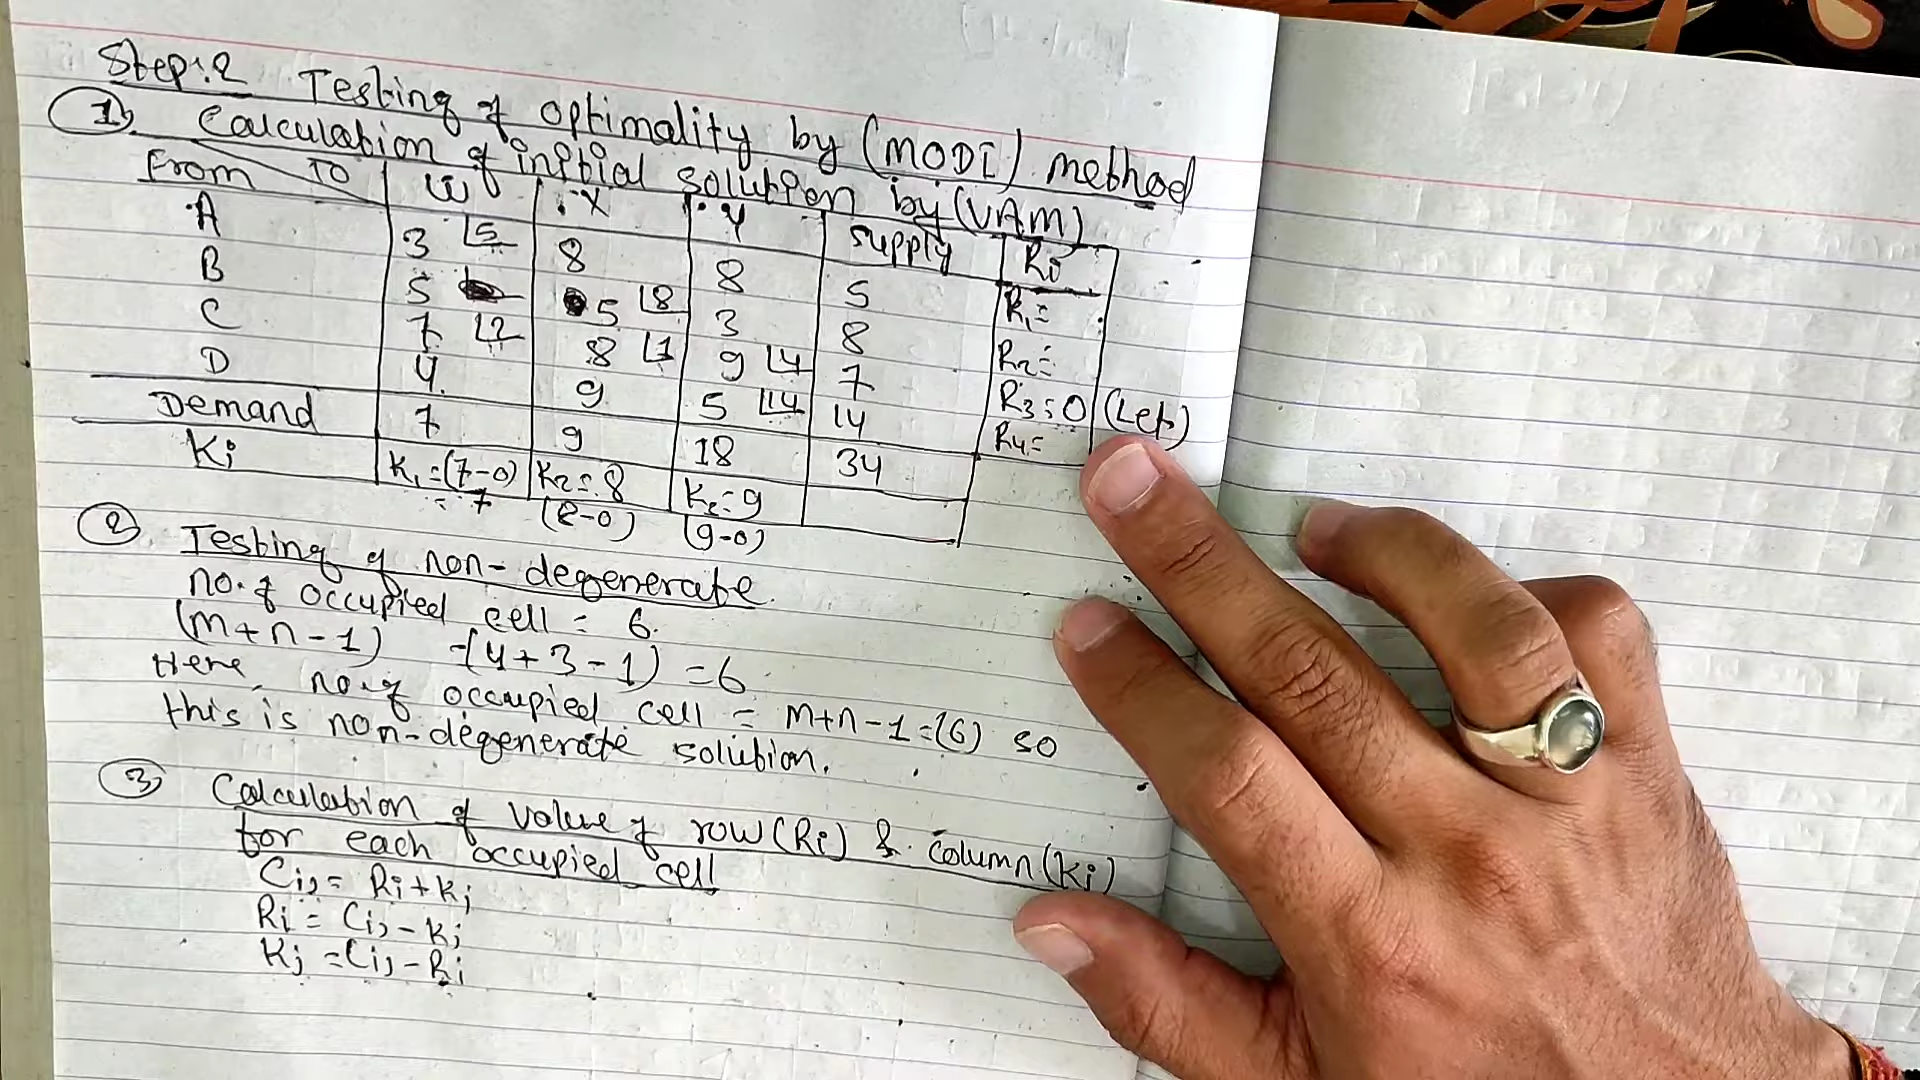 Step:2 Testing of optimality by (MODI) method
1) Calculation of initial solution by (VAM)
From TO W X Y Supply Ri
A 3 5 8 8 5 R1=
B 5 5 8 3 8 R2=
C 7 2 8 1 9 4 7 R3=0 (Let)
D 4 9 5 14 14 R4=
Demand 7 9 18 34
Kj K1=(7-0) K2=8 K3=9
=7 (8-0) (9-0)
2) Testing of non-degenerate
no. of occupied cell = 6.
(m+n-1) =(4+3-1) =6
Here, no. of occupied cell = m+n-1=(6) so
this is non-degenerate solution.
3) Calculation of value of row (Ri) & column (Kj)
for each occupied cell
Cij = Ri+Kj
Ri = Cij-Kj
Kj =Cij-Ri